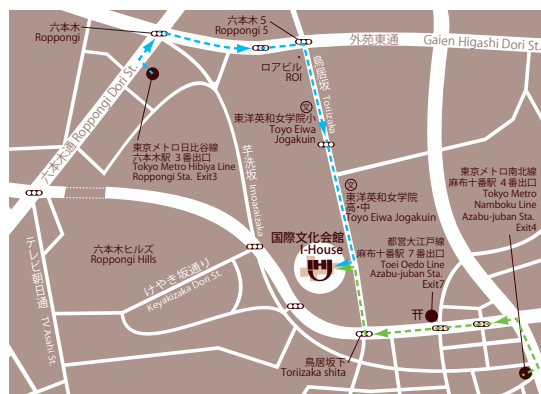 六本木
Roppongi
六本木 5
Roppongi 5
外苑東通
Gaien Higashi Dori St.
ロアビル
ROI
鳥居坂 Torizaka
六本木通 Roppongi Dori St.
文
東洋英和女学院小
Toyo Eiwa
Jogakuin
東京メトロ日比谷線
六本木駅 3 番出口
Tokyo Metro Hibiya Line
Roppongi Sta. Exit3
芋洗坂 Imoaraizaka
東京メトロ南北線
麻布十番駅 4 番出口
Tokyo Metro
Namboku Line
Azabu-juban Sta.
Exit4
文
東洋英和女学院
高・中
Toyo Eiwa Jogakuin
国際文化会館
I-House
都営大江戸線
麻布十番駅 7 番出口
Toei Oedo Line
Azabu-juban Sta.
Exit7
六本木ヒルズ
Roppongi Hills
けやき坂通り
Keyakizaka Dori St.
テレビ朝日通 TV Asahi St.
鳥居坂下
Toriizaka shita